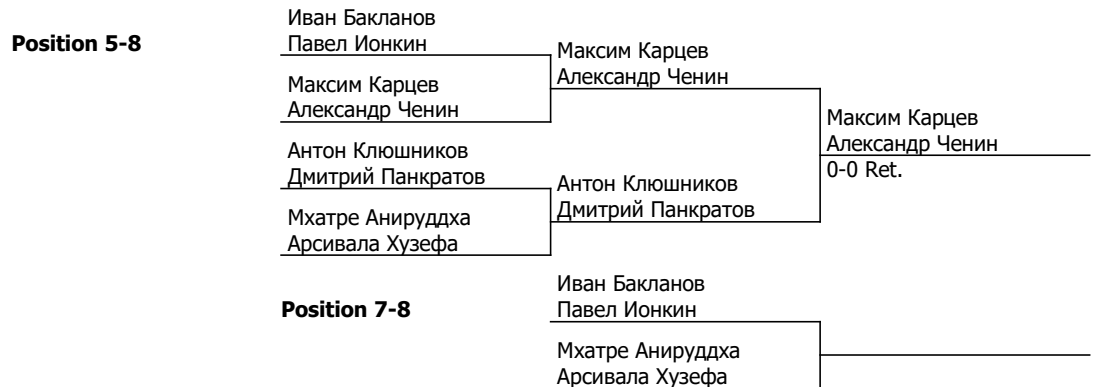 Position 5-8
Иван Бакланов
Павел Ионкин
Максим Карцев
Александр Ченин
Антон Клюшников
Дмитрий Панкратов
Мхатре Анируддха
Арсивала Хузефа
Максим Карцев
Александр Ченин
Антон Клюшников
Дмитрий Панкратов
Максим Карцев
Александр Ченин
0-0 Ret.
Position 7-8
Иван Бакланов
Павел Ионкин
Мхатре Анируддха
Арсивала Хузефа